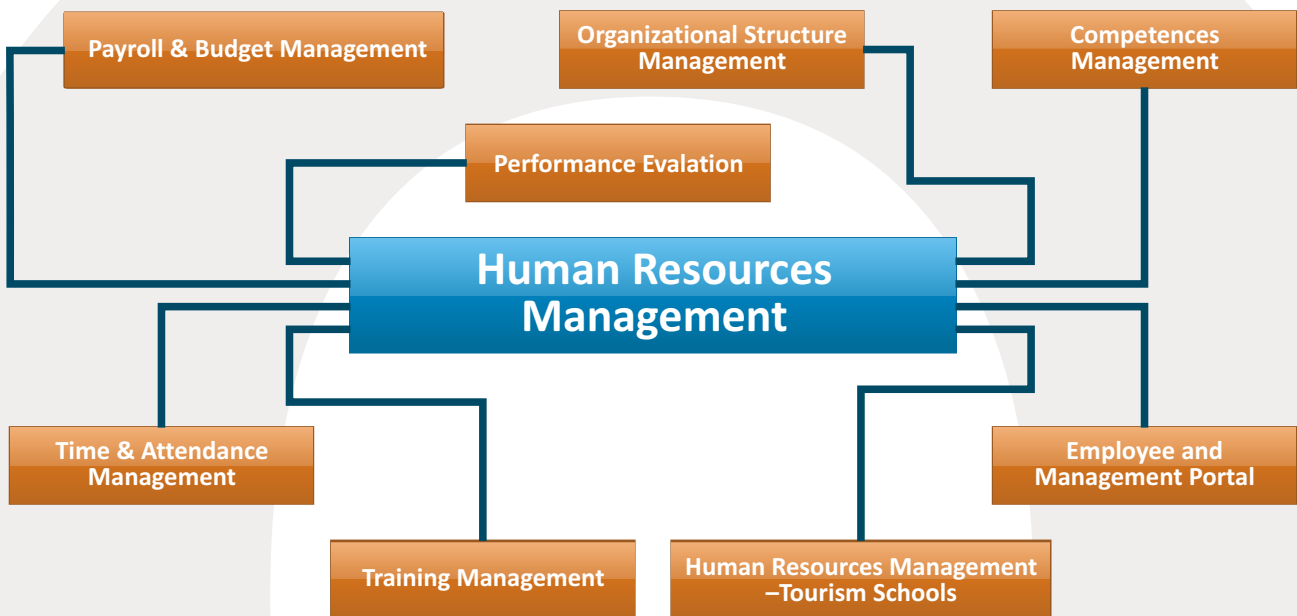 Payroll & Budget Management
Organizational Structure
Management
Competences
Management
Performance Evalation
Human Resources
Management
Time & Attendance
Management
Employee and
Management Portal
Training Management
Human Resources Management
–Tourism Schools